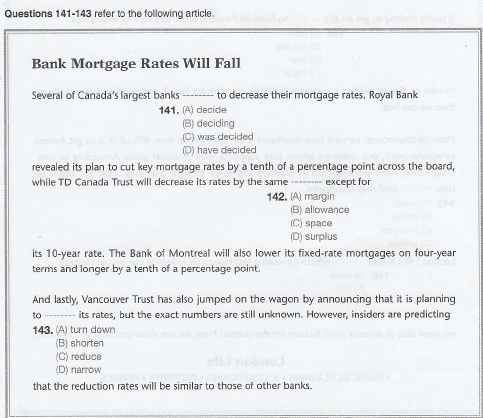 Questions 141-143 refer to the following article.
Bank Mortgage Rates Will Fall
Several of Canada's largest banks -------- to decrease their mortgage rates. Royal Bank
141. (A) decide
(B) deciding
(C) was decided
(D) have decided
revealed its plan to cut key mortgage rates by a tenth of a percentage point across the board,
while TD Canada Trust will decrease its rates by the same -------- except for
142. (A) margin
(B) allowance
(C) space
(D) surplus
its 10-year rate. The Bank of Montreal will also lower its fixed-rate mortgages on four-year
terms and longer by a tenth of a percentage point.
And lastly, Vancouver Trust has also jumped on the wagon by announcing that it is planning
to -------- its rates, but the exact numbers are still unknown. However, insiders are predicting
143. (A) turn down
(B) shorten
(C) reduce
(D) narrow
that the reduction rates will be similar to those of other banks.